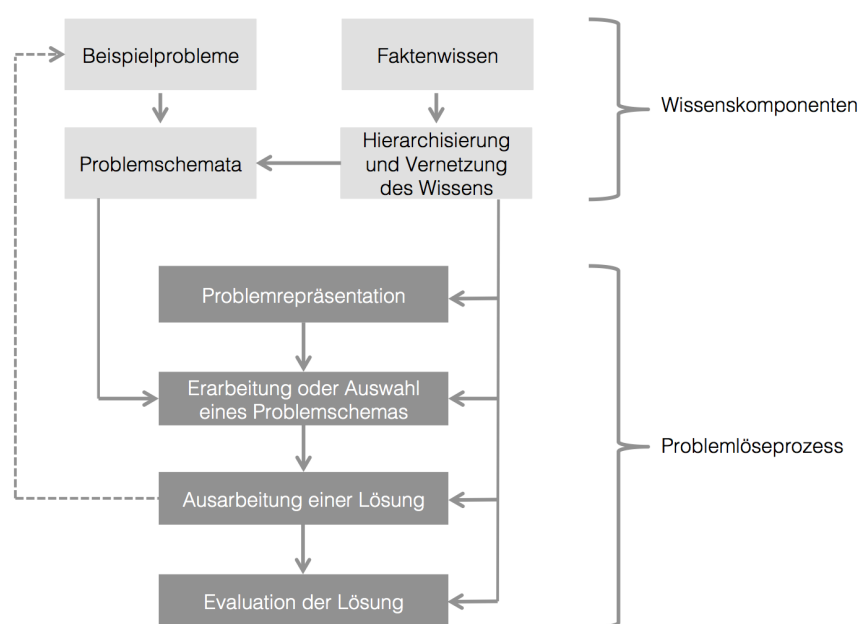 Beispielprobleme
Faktenwissen
Wissenskomponenten
Problemschemata
Hierarchisierung
und Vernetzung
des Wissens
Problemrepräsentation
Erarbeitung oder Auswahl
eines Problemschemas
Problemlöseprozess
Ausarbeitung einer Lösung
Evaluation der Lösung